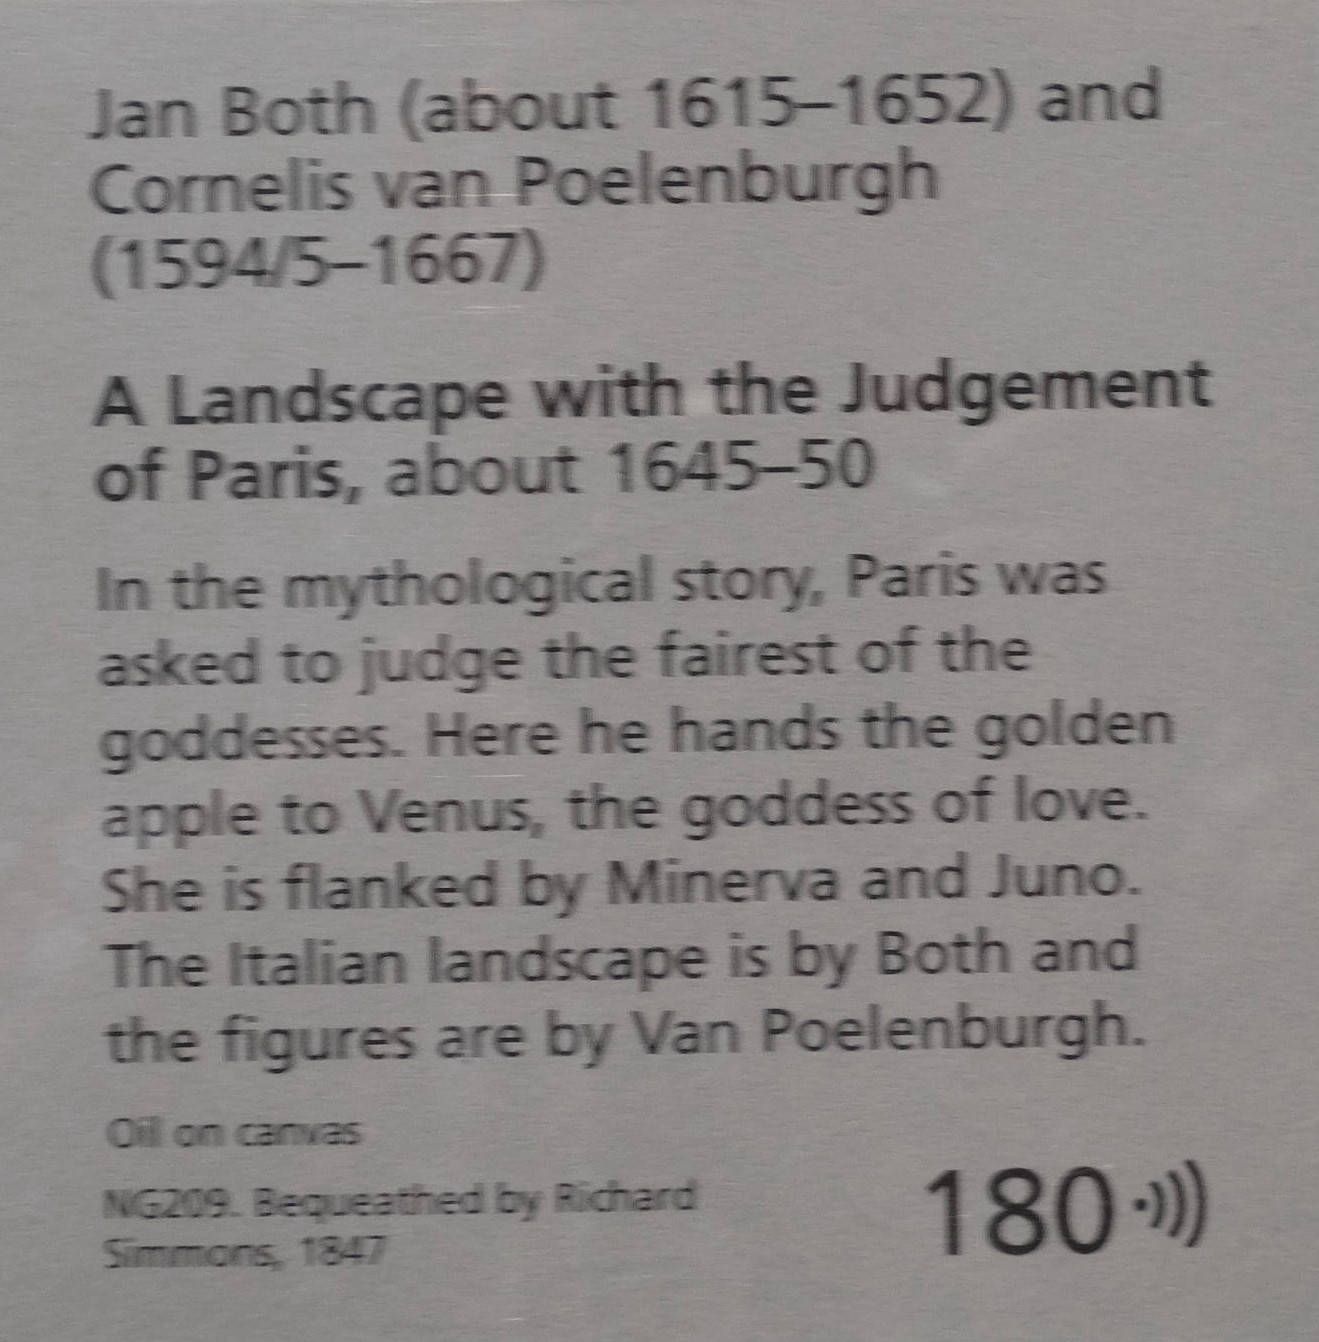 Jan Both (about 1615–1652) and
Cornelis van Poelenburgh
(1594/5–1667)
A Landscape with the Judgement
of Paris, about 1645–50
In the mythological story, Paris was
asked to judge the fairest of the
goddesses. Here he hands the golden
apple to Venus, the goddess of love.
She is flanked by Minerva and Juno.
The Italian landscape is by Both and
the figures are by Van Poelenburgh.
Oil on canvas
NG209. Bequeathed by Richard
Simmons, 1847
180